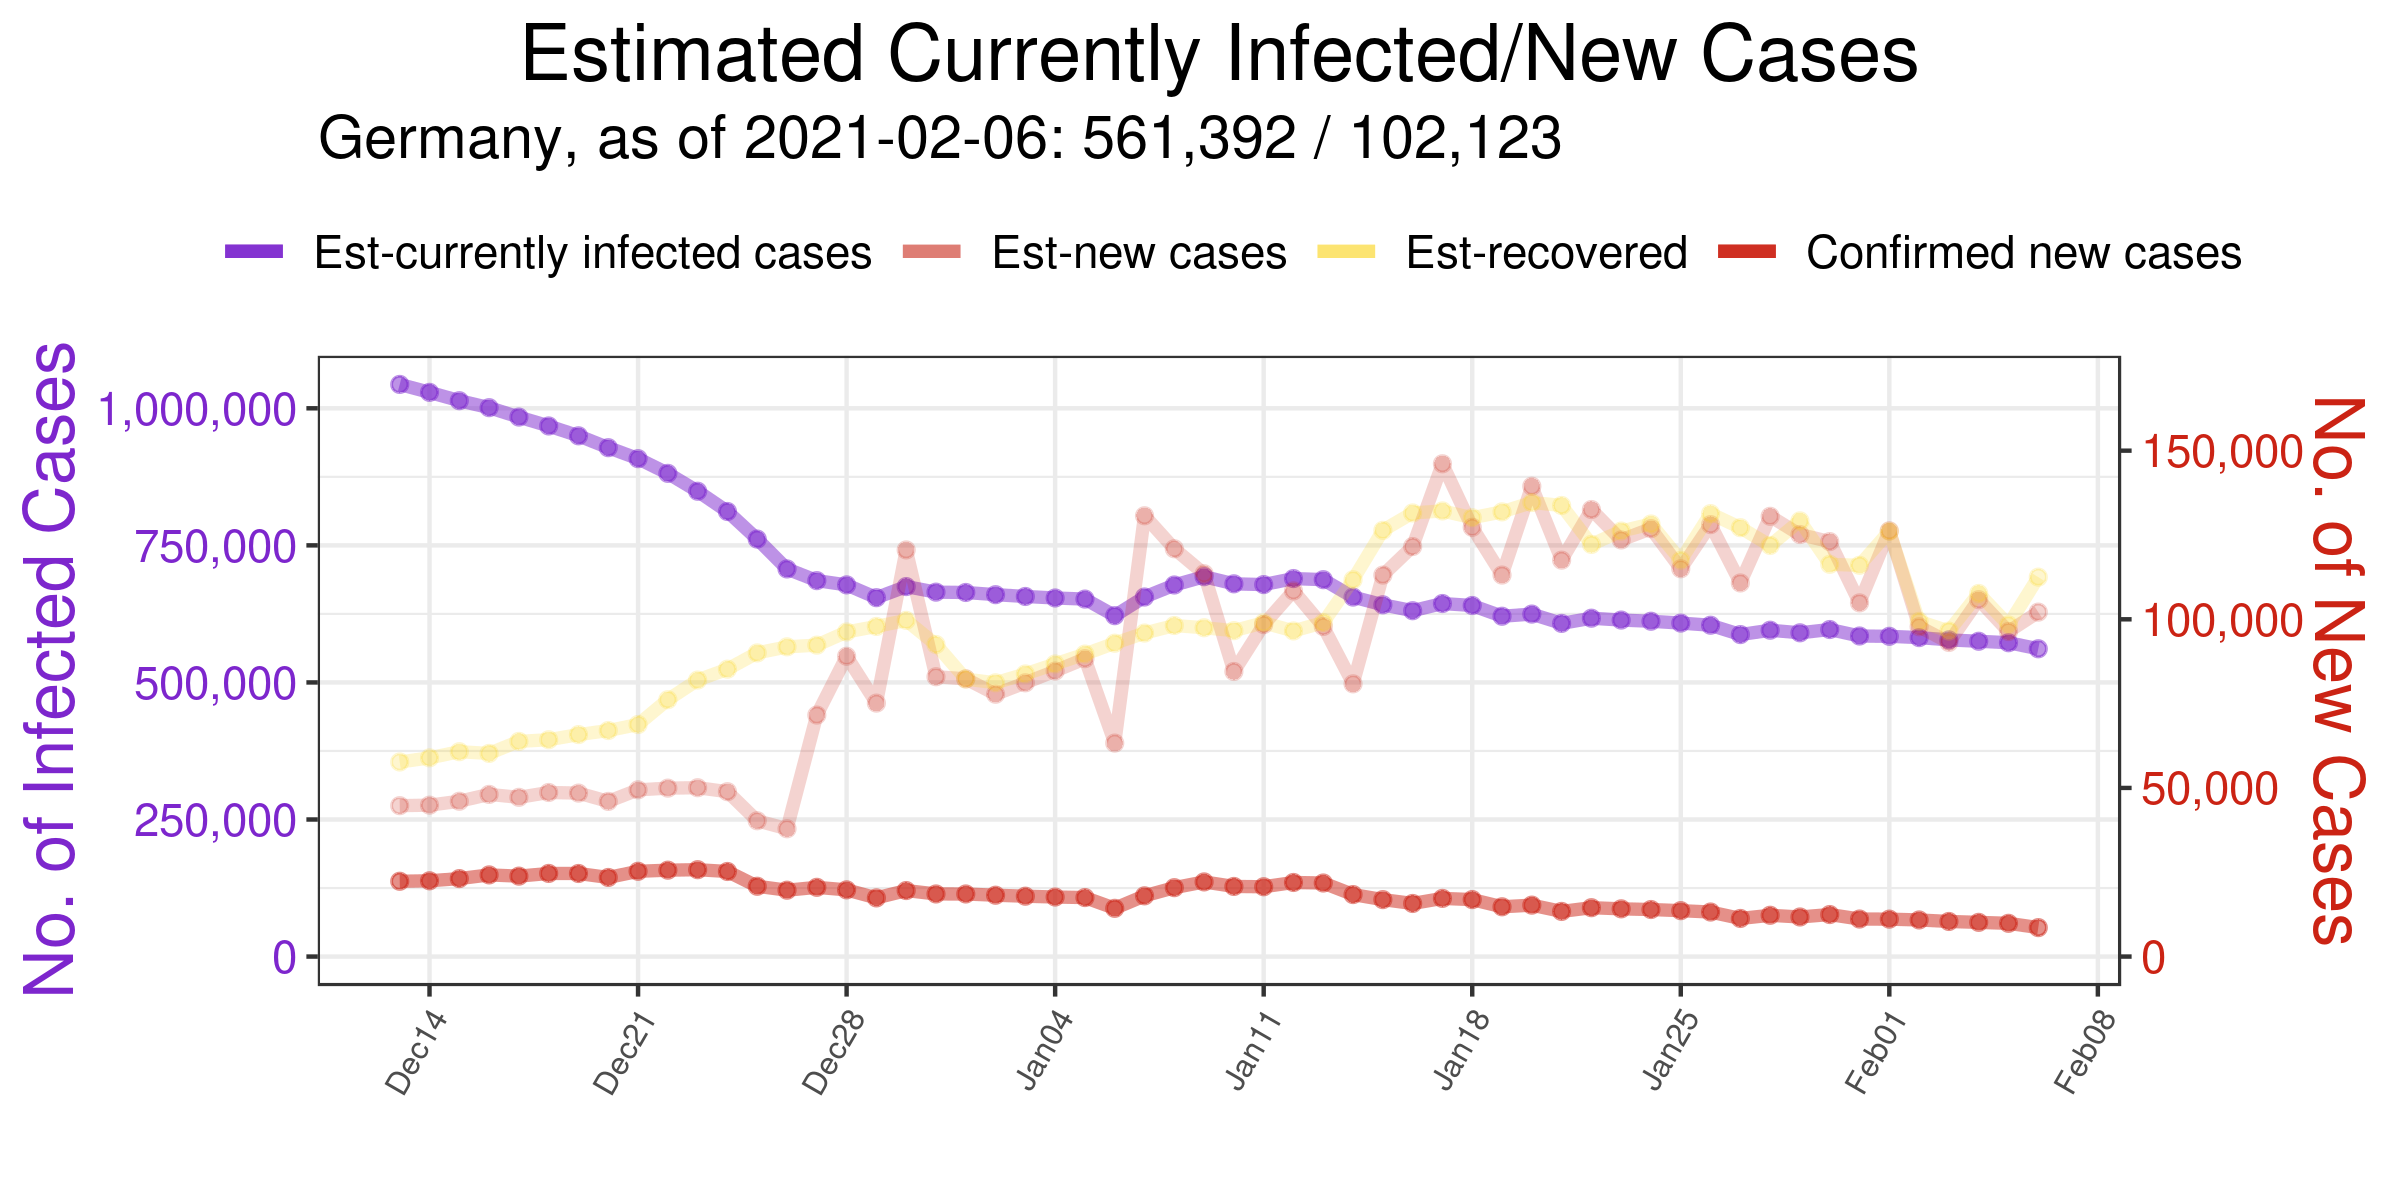 Estimated Currently Infected/New Cases
Germany, as of 2021-02-06: 561,392 / 102,123
Est-currently infected cases Est-new cases Est-recovered Confirmed new cases
No. of Infected Cases
1,000,000
750,000
500,000
250,000
0
150,000
100,000
50,000
0
No. of New Cases
Dec14 Dec21 Dec28 Jan04 Jan11 Jan18 Jan25 Feb01 Feb08